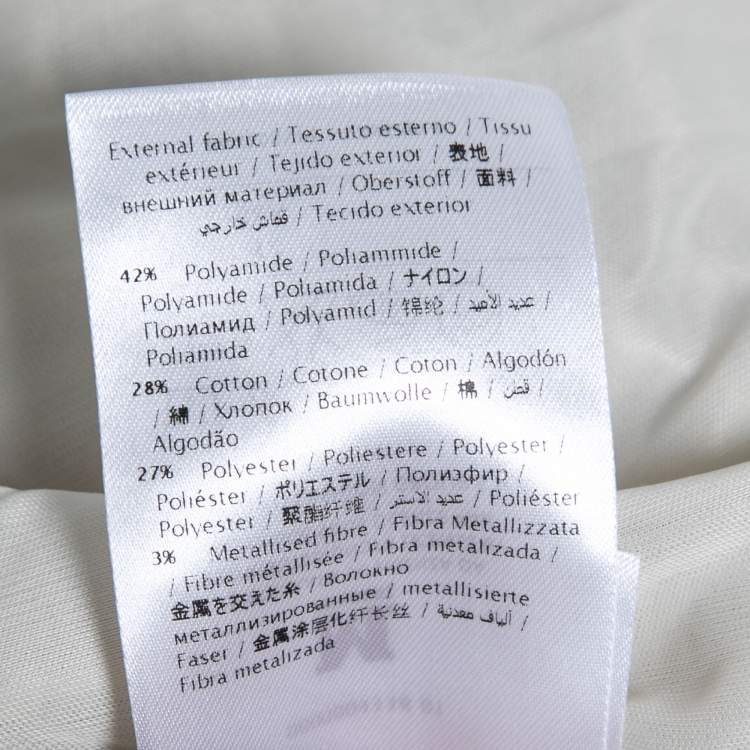 External fabric / Tessuto esterno / Tissu
extérieur / Tejido exterior / 表地 /
внешний материал / Oberstoff / 面料 /
قماش خارجي / Tecido exterior
42% Polyamide / Poliammide /
Polyamide / Poliamida / ナイロン /
Полиамид / Polyamid / 锦纶 / عديد الأميد /
Poliamida
28% Cotton / Cotone / Coton / Algodón
/ 綿 / Хлопок / Baumwolle / 棉 / قطن /
Algodão
27% Polyester / Poliestere / Polyester /
Poliéster / ポリエステル / Полиэфир /
Polyester / 聚酯纤维 / عديد الاستر / Poliéster
3% Metallised fibre / Fibra Metallizzata
/ Fibre métallisée / Fibra metalizada /
金属を交えた糸 / Волокно
металлизированные / metallisierte
Faser / 金属涂层化纤长丝 / ألياف معدنية /
Fibra metalizada